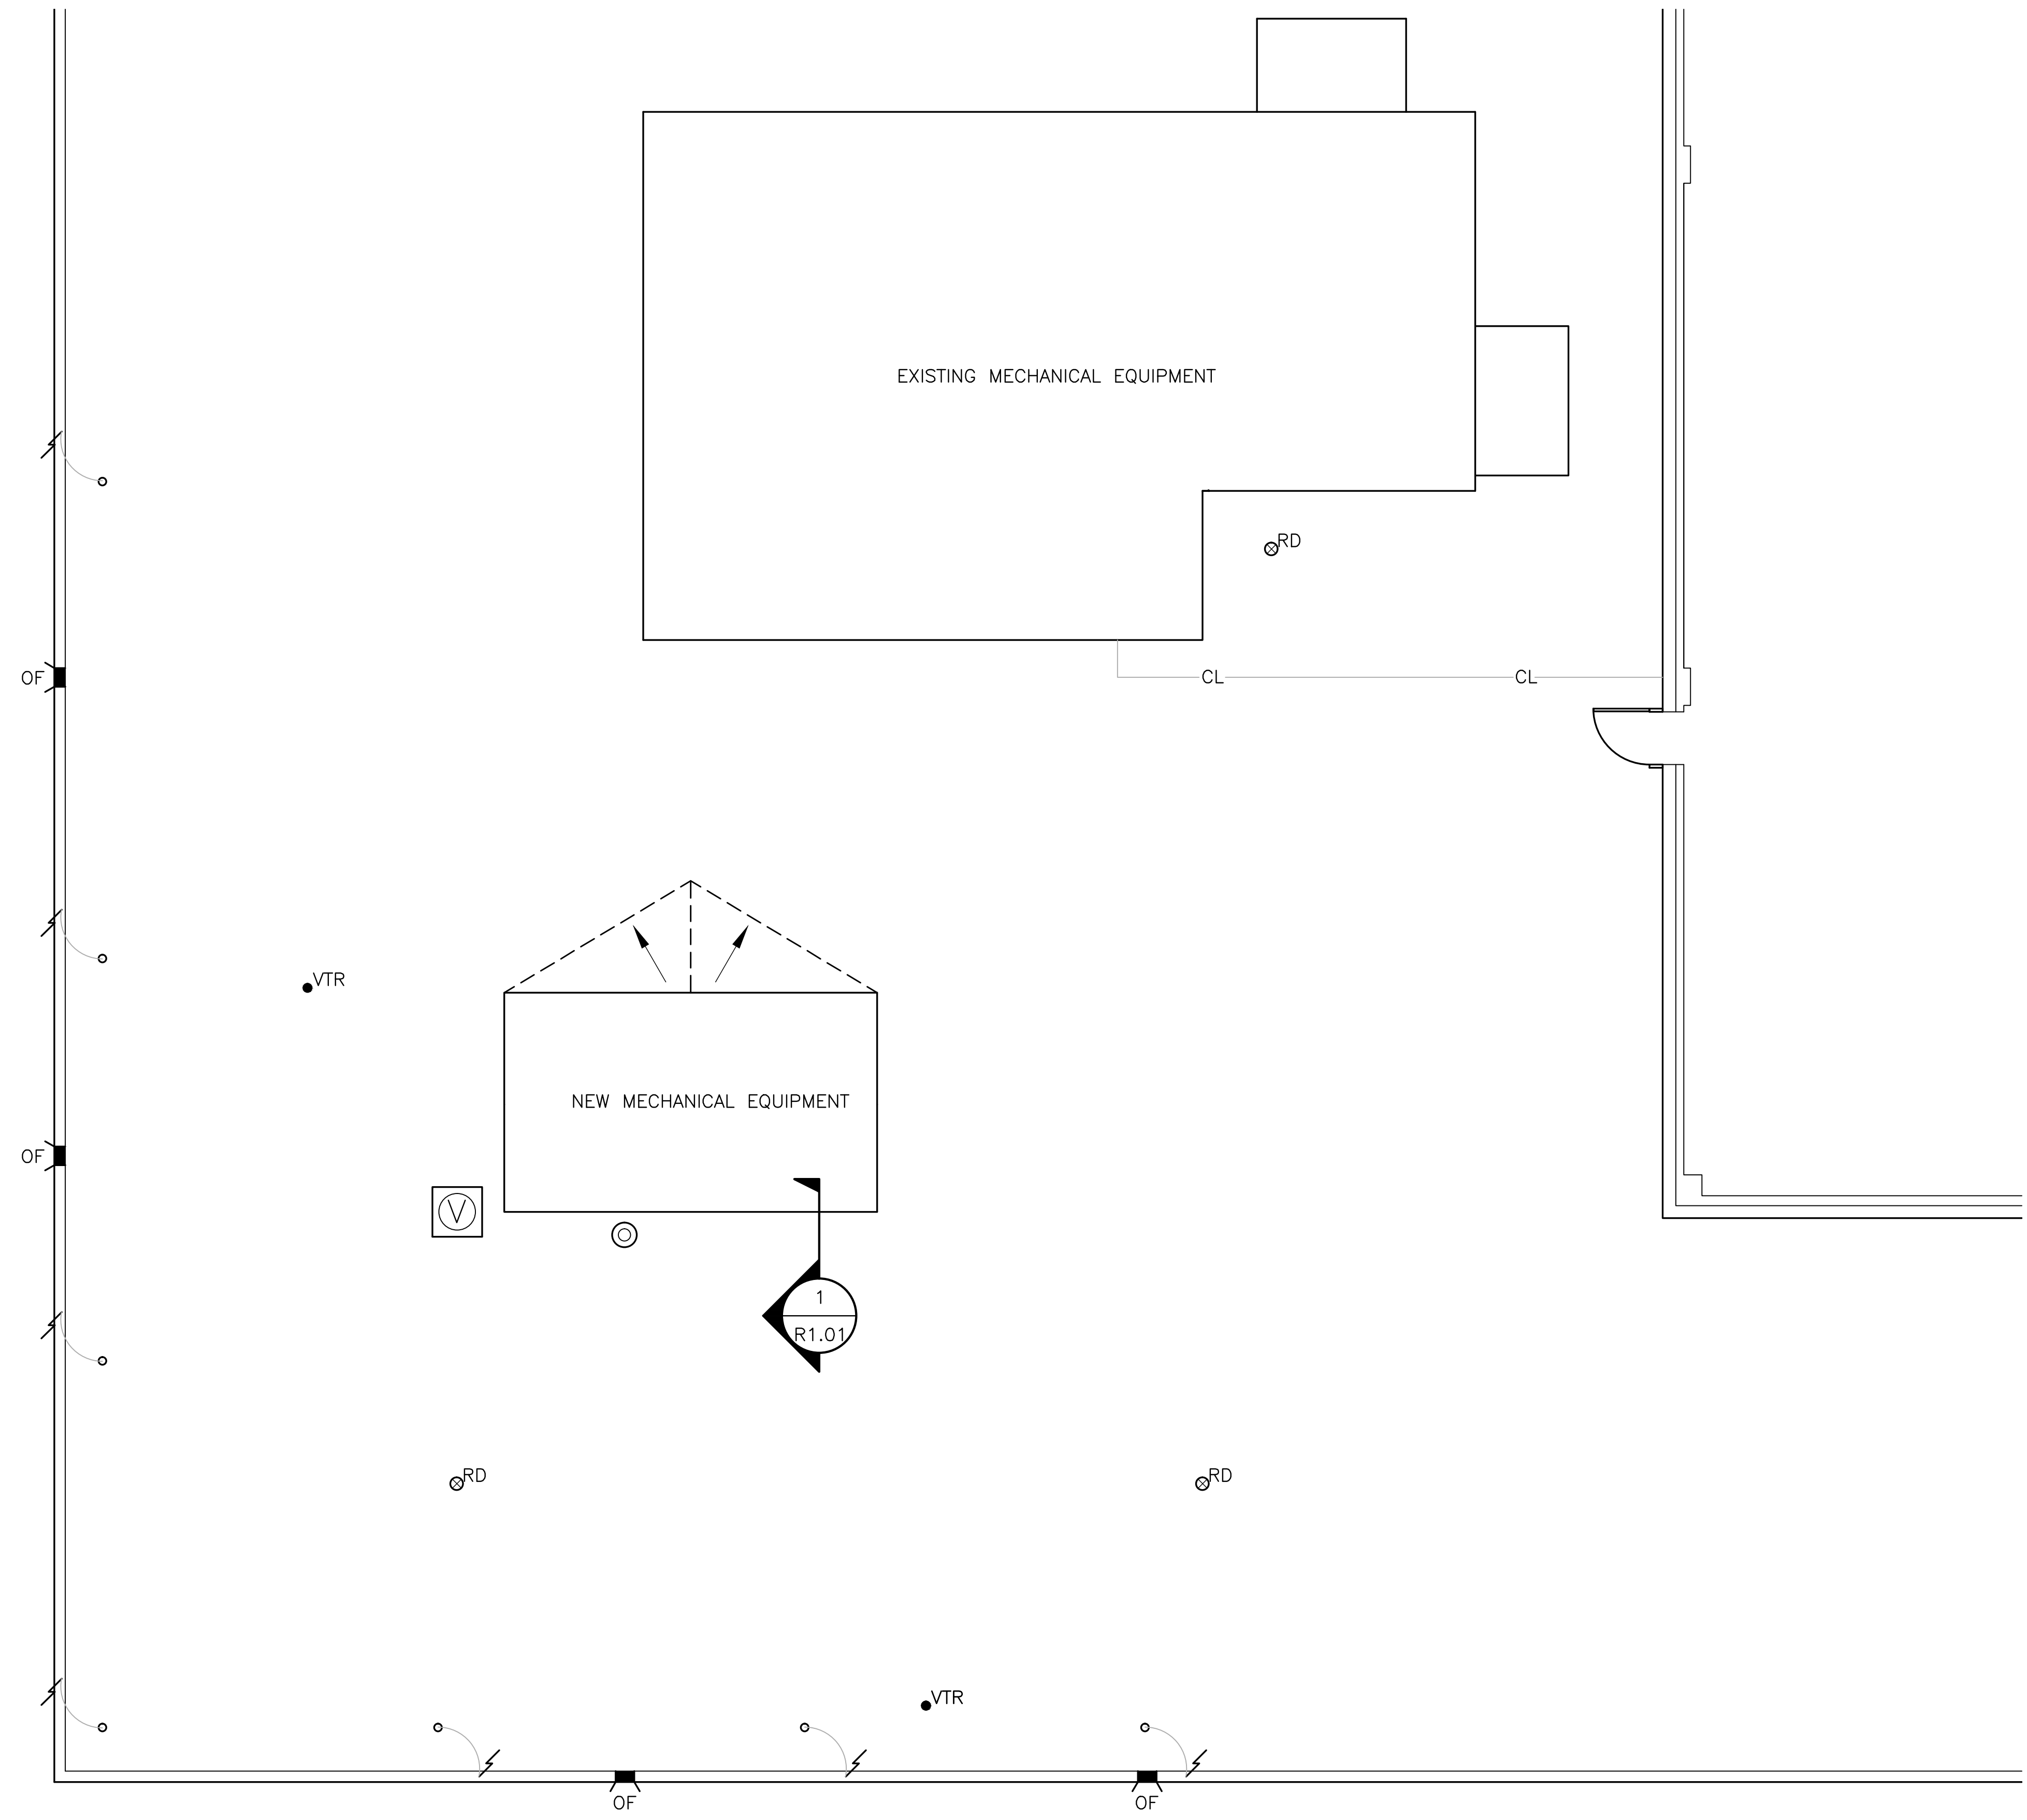 EXISTING MECHANICAL EQUIPMENT
RD
OF
CL
CL
VTR
NEW MECHANICAL EQUIPMENT
OF
V
1
R1.01
RD
RD
VTR
OF
OF